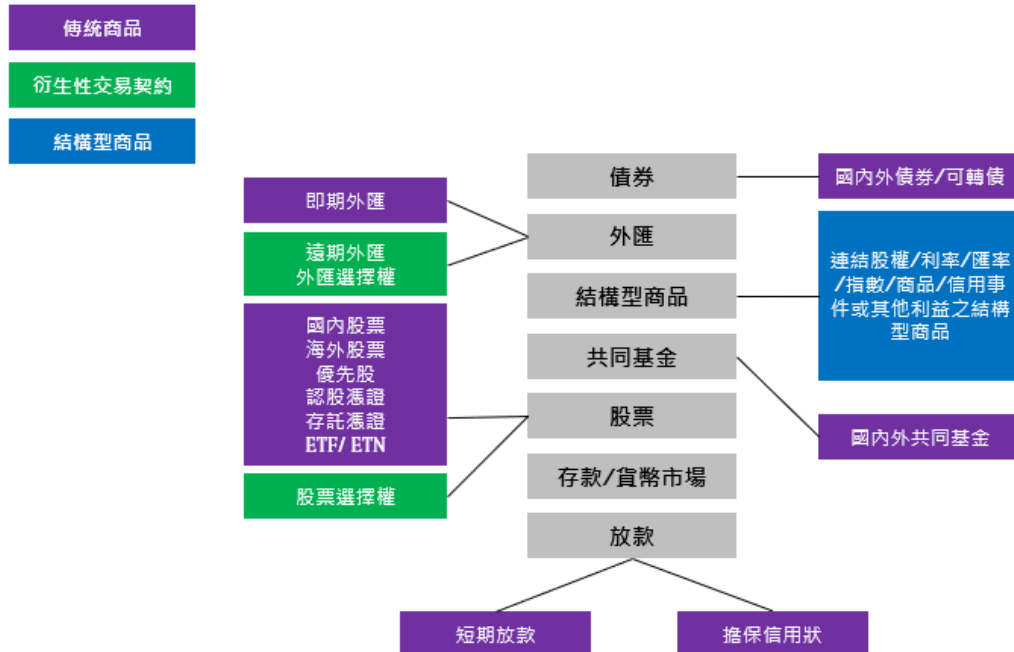 傳統商品
衍生性交易契約
結構型商品
債券
外匯
結構型商品
共同基金
股票
存款/貨幣市場
放款
即期外匯
遠期外匯
外匯選擇權
國內股票
海外股票
優先股
認股憑證
存託憑證
ETF/ ETN
股票選擇權
國內外債券/可轉債
連結股權/利率/匯率
/指數/商品/信用事
件或其他利益之結構
型商品
國內外共同基金
短期放款
擔保信用狀